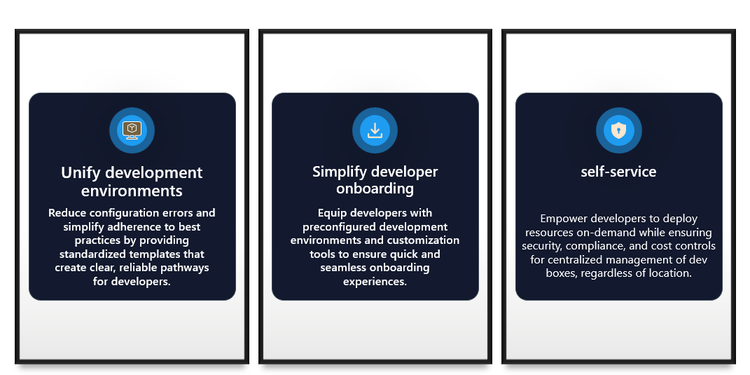 Unify development
environments
Reduce configuration errors and
simplify adherence to best
practices by providing
standardized templates that
create clear, reliable pathways
for developers.
Simplify developer
onboarding
Equip developers with
preconfigured development
environments and customization
tools to ensure quick and
seamless onboarding
experiences.
self-service
Empower developers to deploy
resources on-demand while ensuring
security, compliance, and cost controls
for centralized management of dev
boxes, regardless of location.